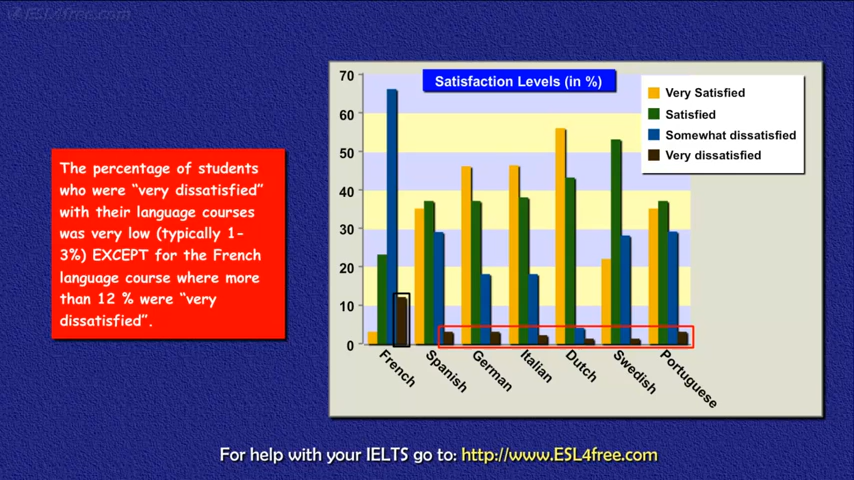 ESL4free.com
70
Satisfaction Levels (in %)
60
50
40
30
20
10
0
Very Satisfied
Satisfied
Somewhat dissatisfied
Very dissatisfied
The percentage of students
who were “very dissatisfied”
with their language courses
was very low (typically 1-
3%) EXCEPT for the French
language course where more
than 12 % were “very
dissatisfied”.
French
Spanish
German
Italian
Dutch
Swedish
Portuguese
For help with your IELTS go to: http://www.ESL4free.com